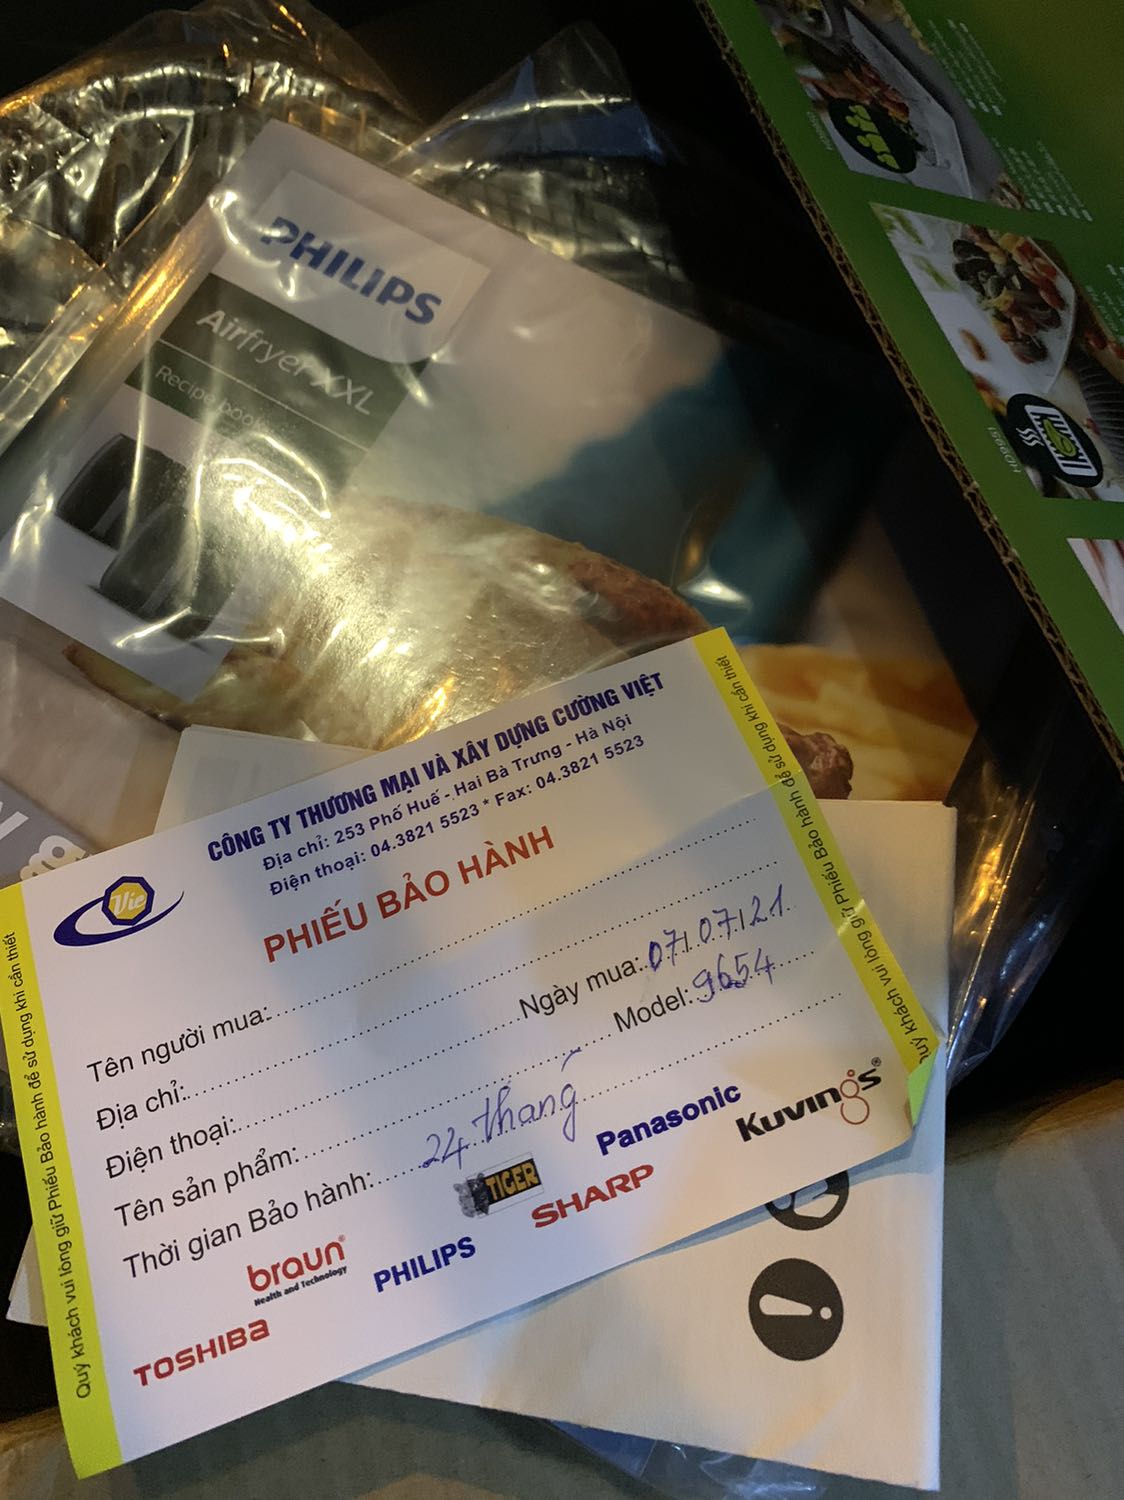 PHILIPS
Airfryer XXL
Recipe book
HD9951
CÔNG TY THƯƠNG MẠI VÀ XÂY DỰNG CƯỜNG VIỆT
Địa chỉ: 253 Phố Huế - Hai Bà Trưng - Hà Nội
Điện thoại: 04.3821 5523 * Fax: 04.3821 5523
Vie
PHIẾU BẢO HÀNH
Tên người mua:
Địa chỉ:
Điện thoại: Ngày mua: 07/07/21
Tên sản phẩm: Model: 9654
Thời gian Bảo hành: 24 tháng
TOSHIBA
braun
Health and Technology
PHILIPS
TIGER
SHARP
Panasonic
Kuvings®
Quý khách vui lòng giữ Phiếu Bảo hành để sử dụng khi cần thiết
Quý khách vui lòng giữ Phiếu Bảo hành để sử dụng khi cần thiết